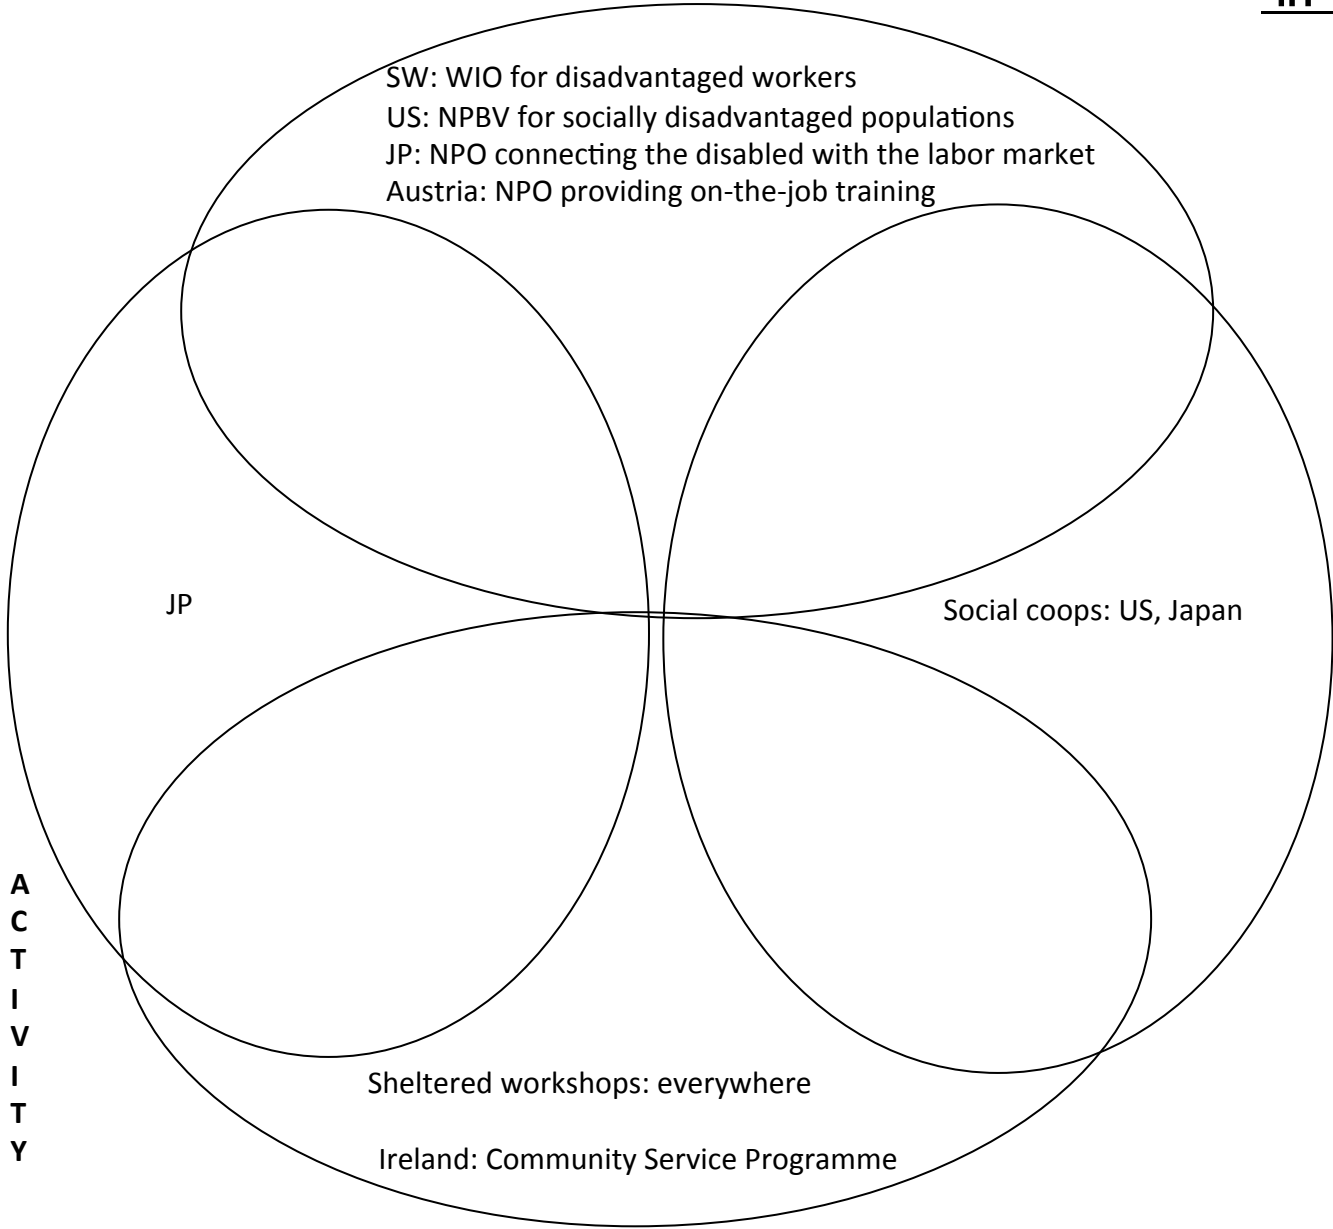 SW: WIO for disadvantaged workers
US: NPBV for socially disadvantaged populations
JP: NPO connecting the disabled with the labor market
Austria: NPO providing on-the-job training
JP
Social coops: US, Japan
A
C
T
I
V
I
T
Y
Sheltered workshops: everywhere
Ireland: Community Service Programme